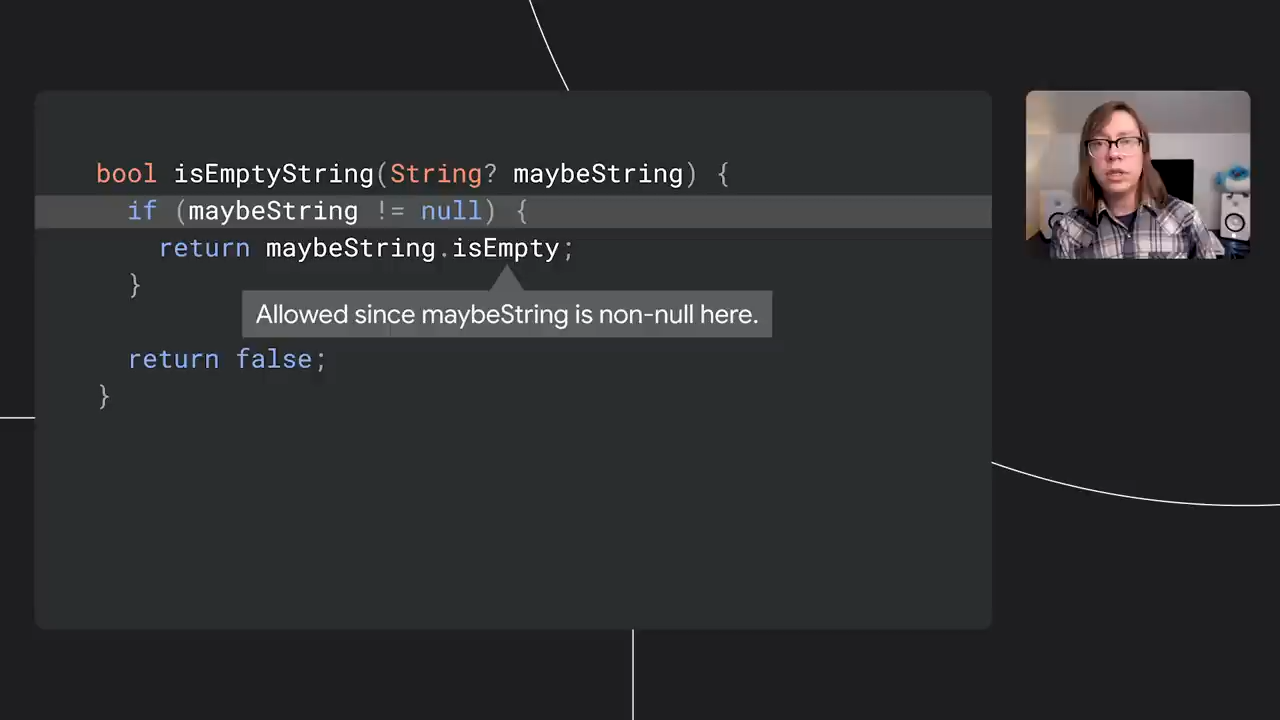 bool isEmptyString(String? maybeString) {
if (maybeString != null) {
return maybeString.isEmpty;
}
Allowed since maybeString is non-null here.
return false;
}